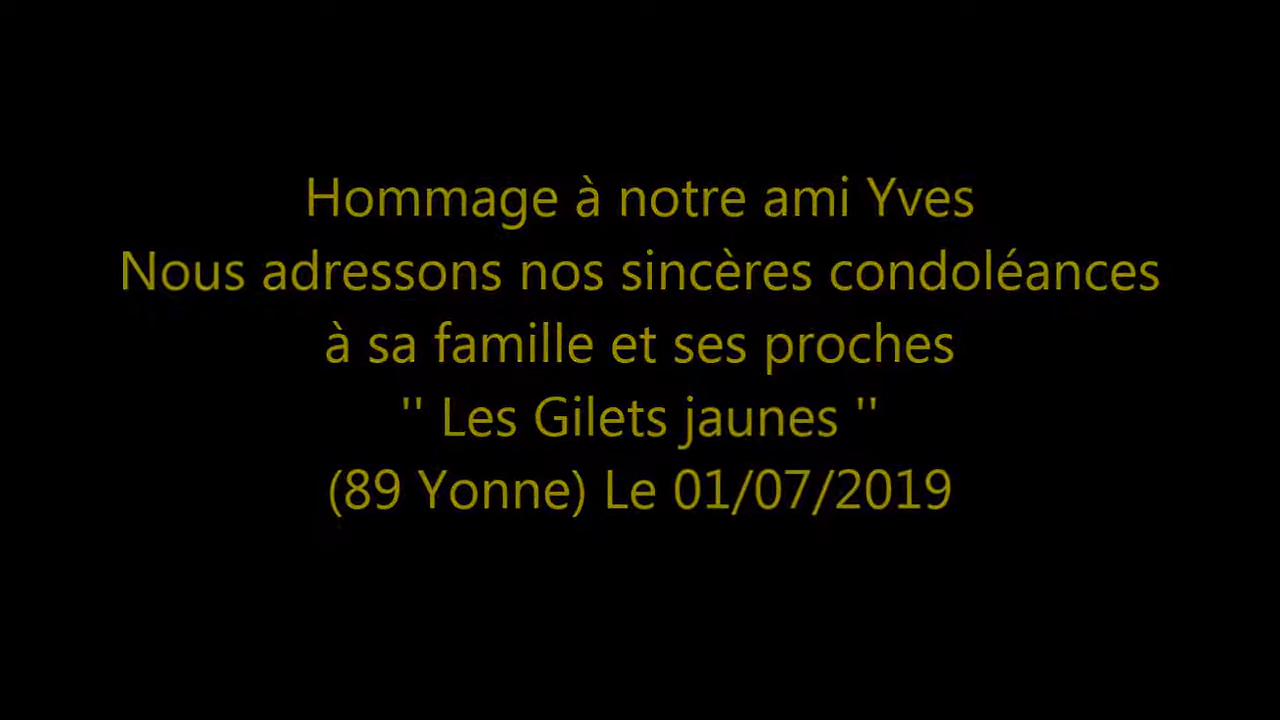 Hommage à notre ami Yves
Nous adressons nos sincères condoléances
à sa famille et ses proches
'' Les Gilets jaunes ''
(89 Yonne) Le 01/07/2019